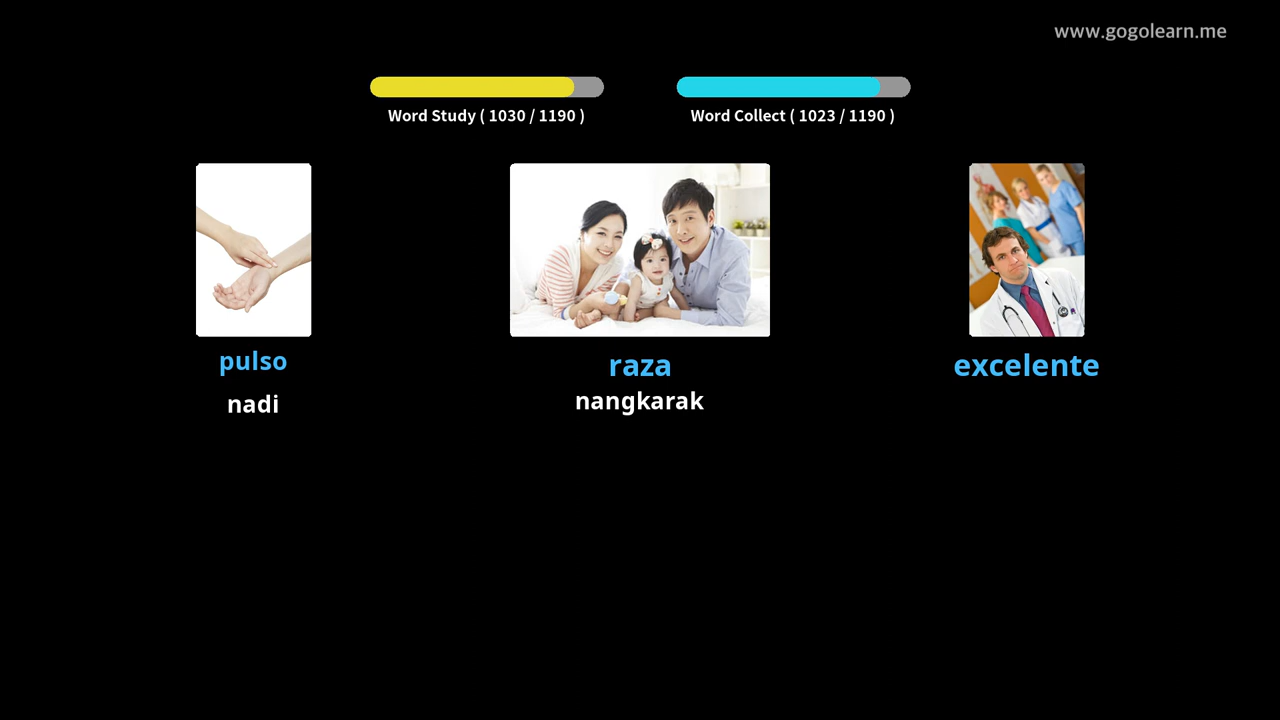 www.gogolearn.me
Word Study ( 1030 / 1190 )
Word Collect ( 1023 / 1190 )
pulso
nadi
raza
nangkarak
excelente